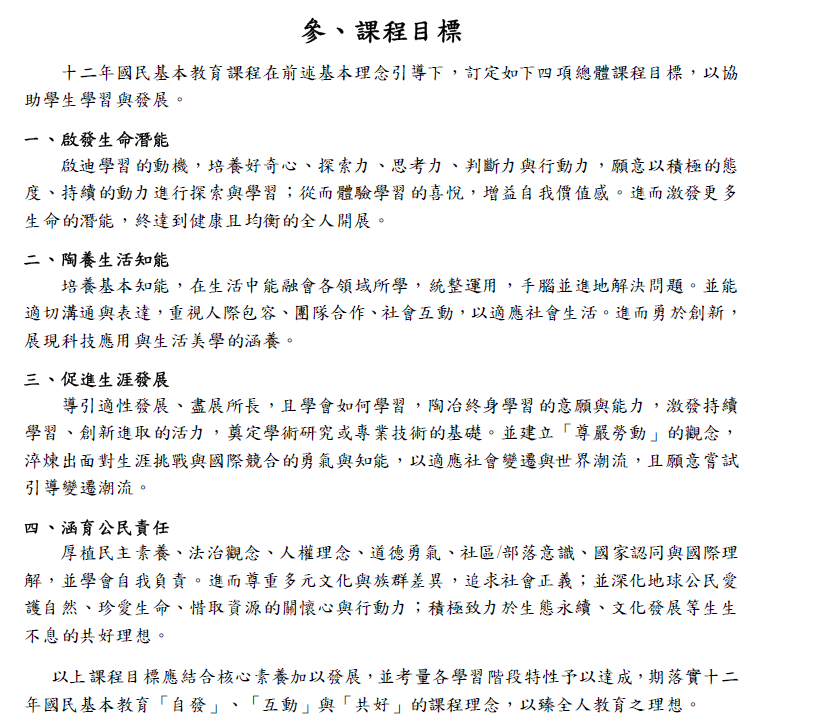 參、課程目標
十二年國民基本教育課程在前述基本理念引導下，訂定如下四項總體課程目標，以協
助學生學習與發展。
一、啟發生命潛能
啟迪學習的動機，培養好奇心、探索力、思考力、判斷力與行動力，願意以積極的態
度、持續的動力進行探索與學習；從而體驗學習的喜悅，增益自我價值感。進而激發更多
生命的潛能，終達到健康且均衡的全人開展。
二、陶養生活知能
培養基本知能，在生活中能融會各領域所學，統整運用，手腦並進地解決問題。並能
適切溝通與表達，重視人際包容、團隊合作、社會互動，以適應社會生活。進而勇於創新，
展現科技應用與生活美學的涵養。
三、促進生涯發展
導引適性發展、盡展所長，且學會如何學習，陶冶終身學習的意願與能力，激發持續
學習、創新進取的活力，奠定學術研究或專業技術的基礎。並建立「尊嚴勞動」的觀念，
淬煉出面對生涯挑戰與國際競合的勇氣與知能，以適應社會變遷與世界潮流，且願意嘗試
引導變遷潮流。
四、涵育公民責任
厚植民主素養、法治觀念、人權理念、道德勇氣、社區/部落意識、國家認同與國際理
解，並學會自我負責。進而尊重多元文化與族群差異，追求社會正義；並深化地球公民愛
護自然、珍愛生命、惜取資源的關懷心與行動力；積極致力於生態永續、文化發展等生生
不息的共好理想。
以上課程目標應結合核心素養加以發展，並考量各學習階段特性予以達成，期落實十二
年國民基本教育「自發」、「互動」與「共好」的課程理念，以臻全人教育之理想。